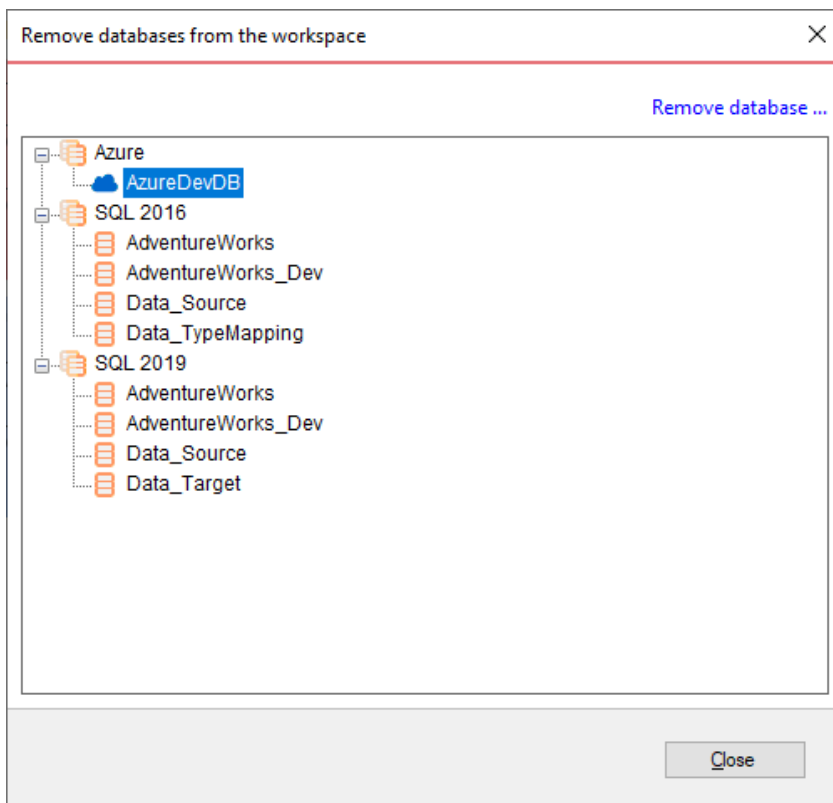 Remove databases from the workspace
Remove database ...
Azure
AzureDevDB
SQL 2016
AdventureWorks
AdventureWorks_Dev
Data_Source
Data_TypeMapping
SQL 2019
AdventureWorks
AdventureWorks_Dev
Data_Source
Data_Target
Close